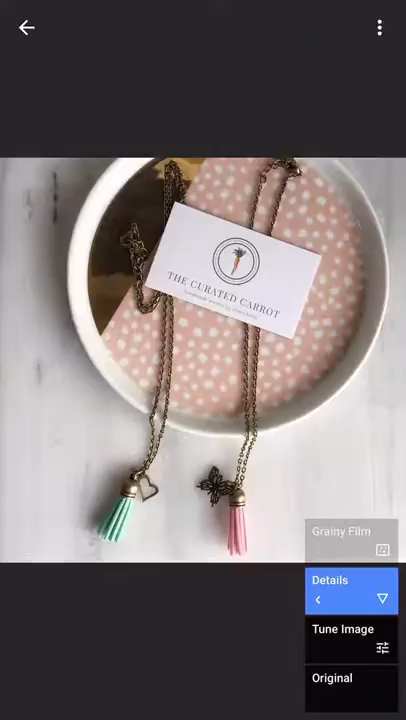 THE CURATED CARROT
Grainy Film
Details
Tune Image
Original